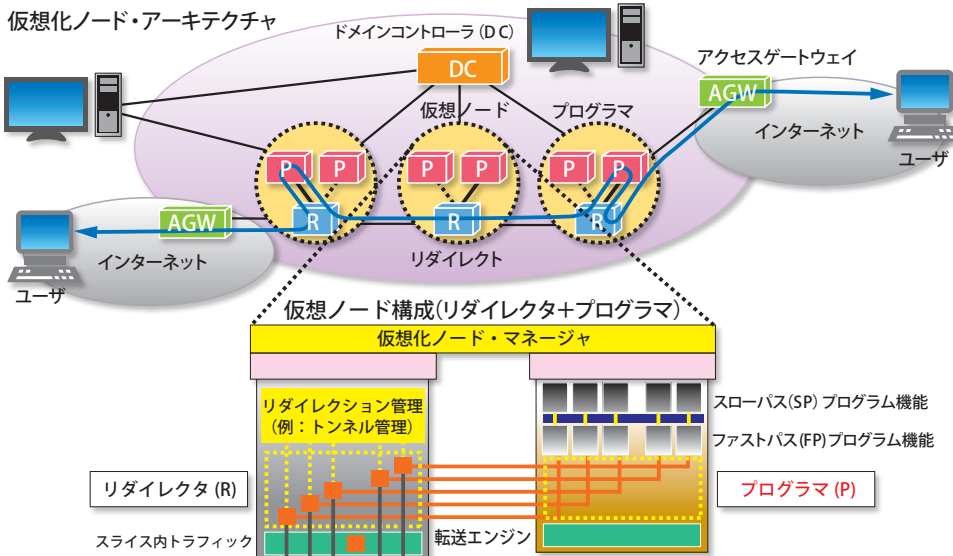 仮想化ノード・アーキテクチャ
ドメインコントローラ(DC)
DC
アクセスゲートウェイ
AGW
仮想ノード
プログラマ
インターネット
ユーザ
P
P
P
P
P
P
R
R
R
AGW
リダイレクト
インターネット
ユーザ
仮想ノード構成(リダイレクタ+プログラマ)
仮想化ノード・マネージャ
リダイレクション管理
(例:トンネル管理)
スローパス(SP) プログラム機能
ファストパス(FP)プログラム機能
リダイレクタ (R)
プログラマ (P)
スライス内トラフィック
転送エンジン